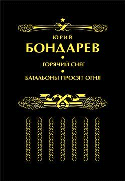 ЮРИЙ
БОНДАРЕВ
ГОРЯЧИЙ СНЕГ
БАТАЛЬОНЫ ПРОСЯТ ОГНЯ